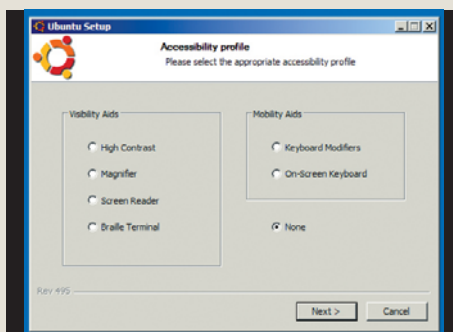 Ubuntu Setup
Accessibility profile
Please select the appropriate accessibility profile
Visibility Aids
High Contrast
Magnifier
Screen Reader
Braille Terminal
Mobility Aids
Keyboard Modifiers
On-Screen Keyboard
None
Rev 495
Next >
Cancel